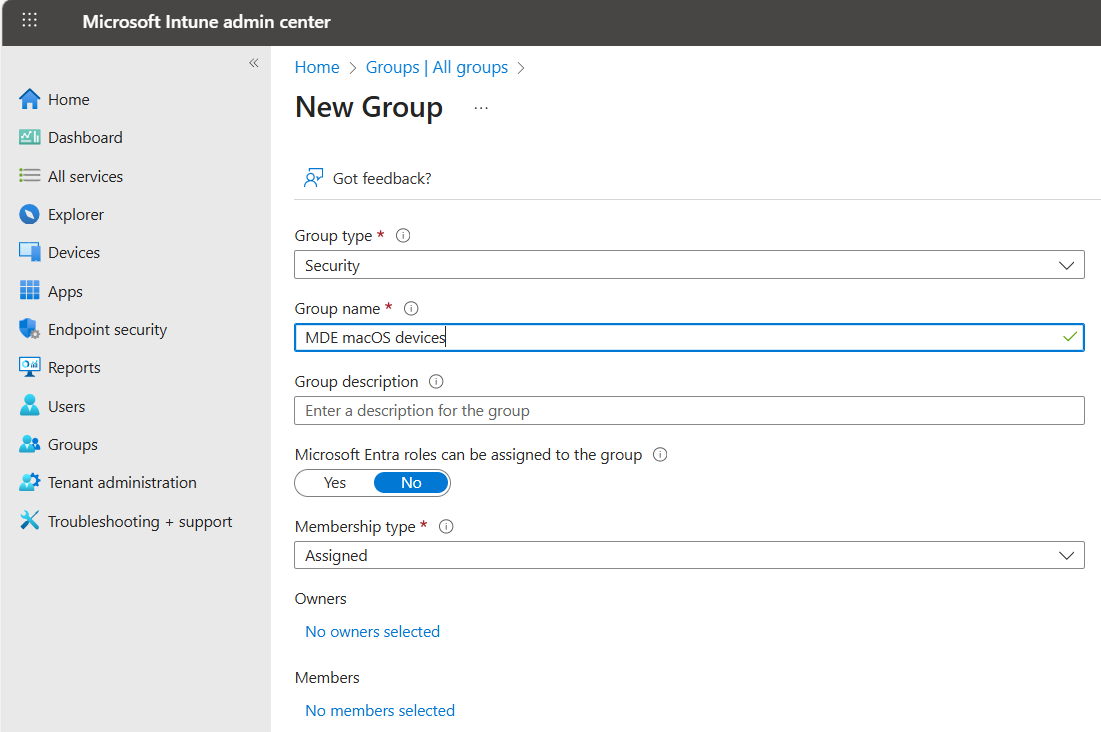 Microsoft Intune admin center
«
Home
Dashboard
All services
Explorer
Devices
Apps
Endpoint security
Reports
Users
Groups
Tenant administration
Troubleshooting + support
Home > Groups | All groups >
New Group ...
Got feedback?
Group type *
Security
Group name *
MDE macOS devices
Group description
Enter a description for the group
Microsoft Entra roles can be assigned to the group
Yes No
Membership type *
Assigned
Owners
No owners selected
Members
No members selected